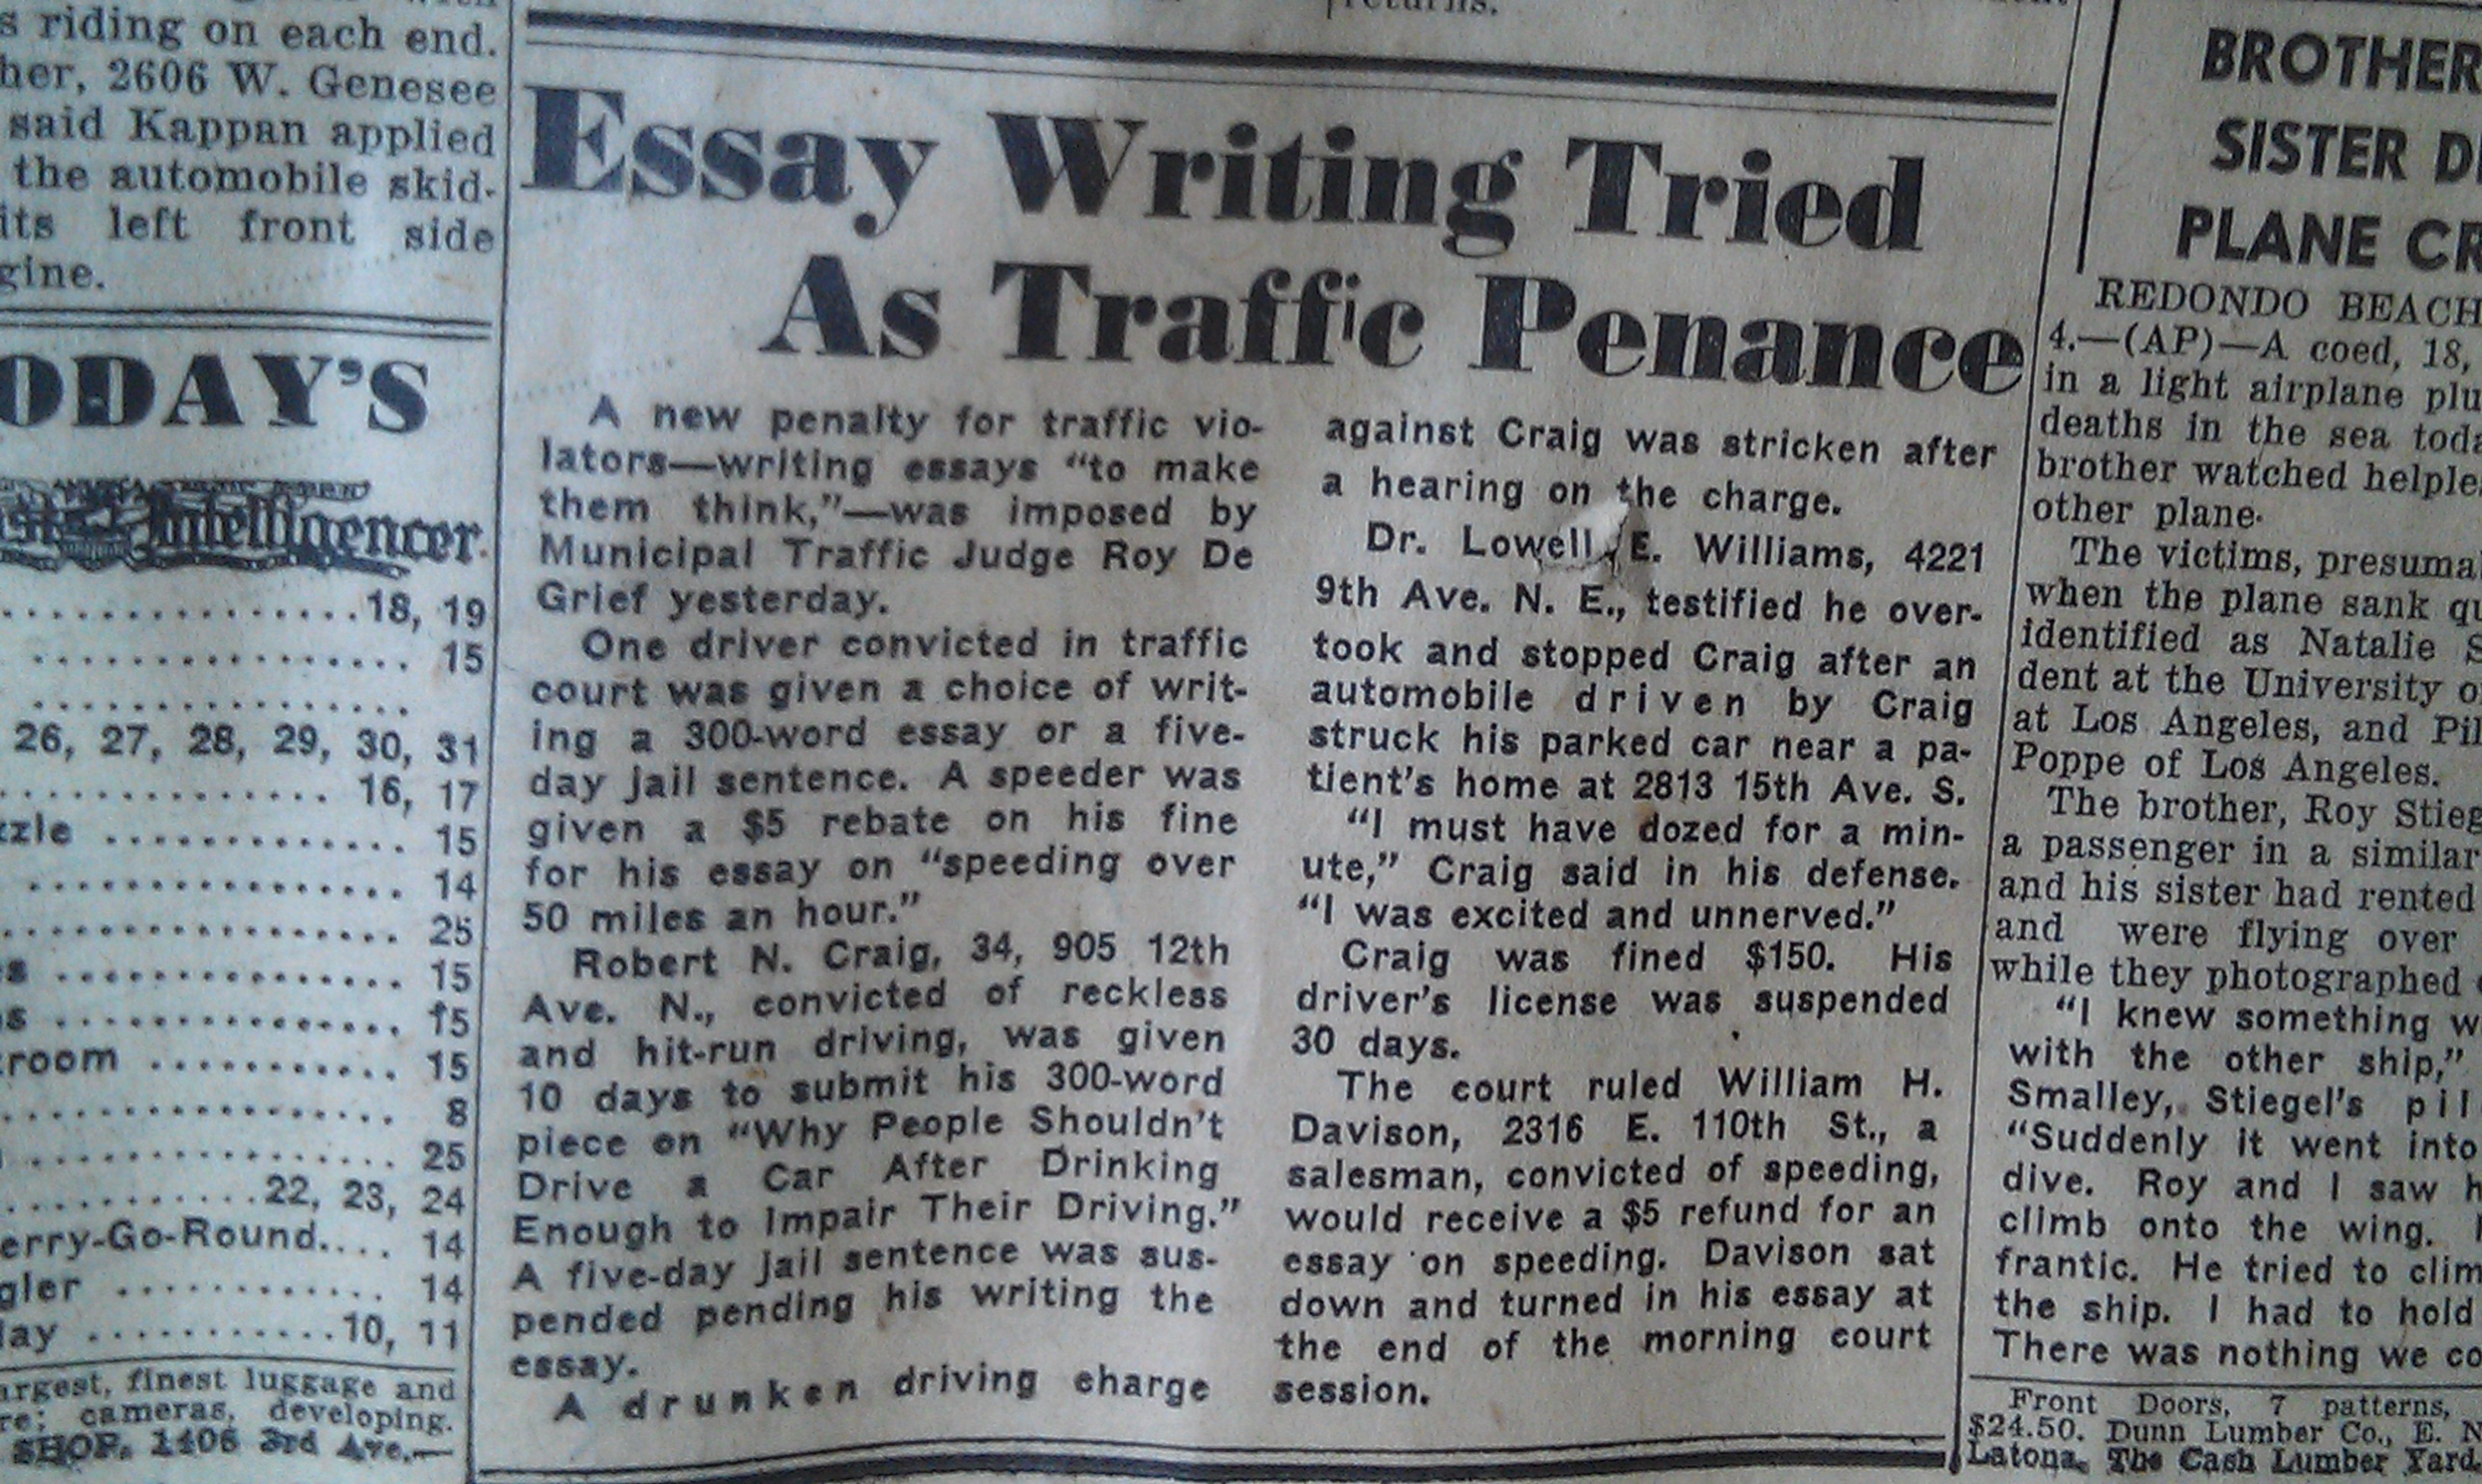 s riding on each end.
her, 2606 W. Genesee
said Kappan applied
the automobile skid-
its left front side
gine.
ODAY'S
Intelligencer
18, 19
15
26, 27, 28, 29, 30, 31
16, 17
zzle ............. 15
14
25
s ................ 15
s ................ 15
room ........... 15
8
25
22, 23, 24
erry-Go-Round.... 14
gler ............ 14
lay ............10, 11
argest, finest luggage and
re; cameras, developing.
SHOP. 1406 3rd Ave.—
returns.
Essay Writing Tried
As Traffic Penance
A new penalty for traffic vio-
lators—writing essays "to make
them think,"—was imposed by
Municipal Traffic Judge Roy De
Grief yesterday.
One driver convicted in traffic
court was given a choice of writ-
ing a 300-word essay or a five-
day jail sentence. A speeder was
given a $5 rebate on his fine
for his essay on "speeding over
50 miles an hour."
Robert N. Craig, 34, 905 12th
Ave. N., convicted of reckless
and hit-run driving, was given
10 days to submit his 300-word
piece on "Why People Shouldn't
Drive a Car After Drinking
Enough to Impair Their Driving."
A five-day jail sentence was sus-
pended pending his writing the
essay.
A drunken driving charge
against Craig was stricken after
a hearing on the charge.
Dr. Lowell E. Williams, 4221
9th Ave. N. E., testified he over-
took and stopped Craig after an
automobile driven by Craig
struck his parked car near a pa-
tient's home at 2813 15th Ave. S.
"I must have dozed for a min-
ute," Craig said in his defense.
"I was excited and unnerved."
Craig was fined $150. His
driver's license was suspended
30 days.
The court ruled William H.
Davison, 2316 E. 110th St., a
salesman, convicted of speeding,
would receive a $5 refund for an
essay on speeding. Davison sat
down and turned in his essay at
the end of the morning court
session.
BROTHER
SISTER D
PLANE CR
REDONDO BEACH
4.—(AP)—A coed, 18,
in a light airplane plu
deaths in the sea toda
brother watched helple
other plane.
The victims, presuma
when the plane sank qu
identified as Natalie S
dent at the University o
at Los Angeles, and Pil
Poppe of Los Angeles.
The brother, Roy Stieg
a passenger in a similar
and his sister had rented
and were flying over
while they photographed
"I knew something w
with the other ship,"
Smalley, Stiegel's pil
"Suddenly it went into
dive. Roy and I saw h
climb onto the wing.
frantic. He tried to clim
the ship. I had to hold
There was nothing we co
Front Doors, 7 patterns,
$24.50. Dunn Lumber Co., E. N
Latona. The Cash Lumber Yard.